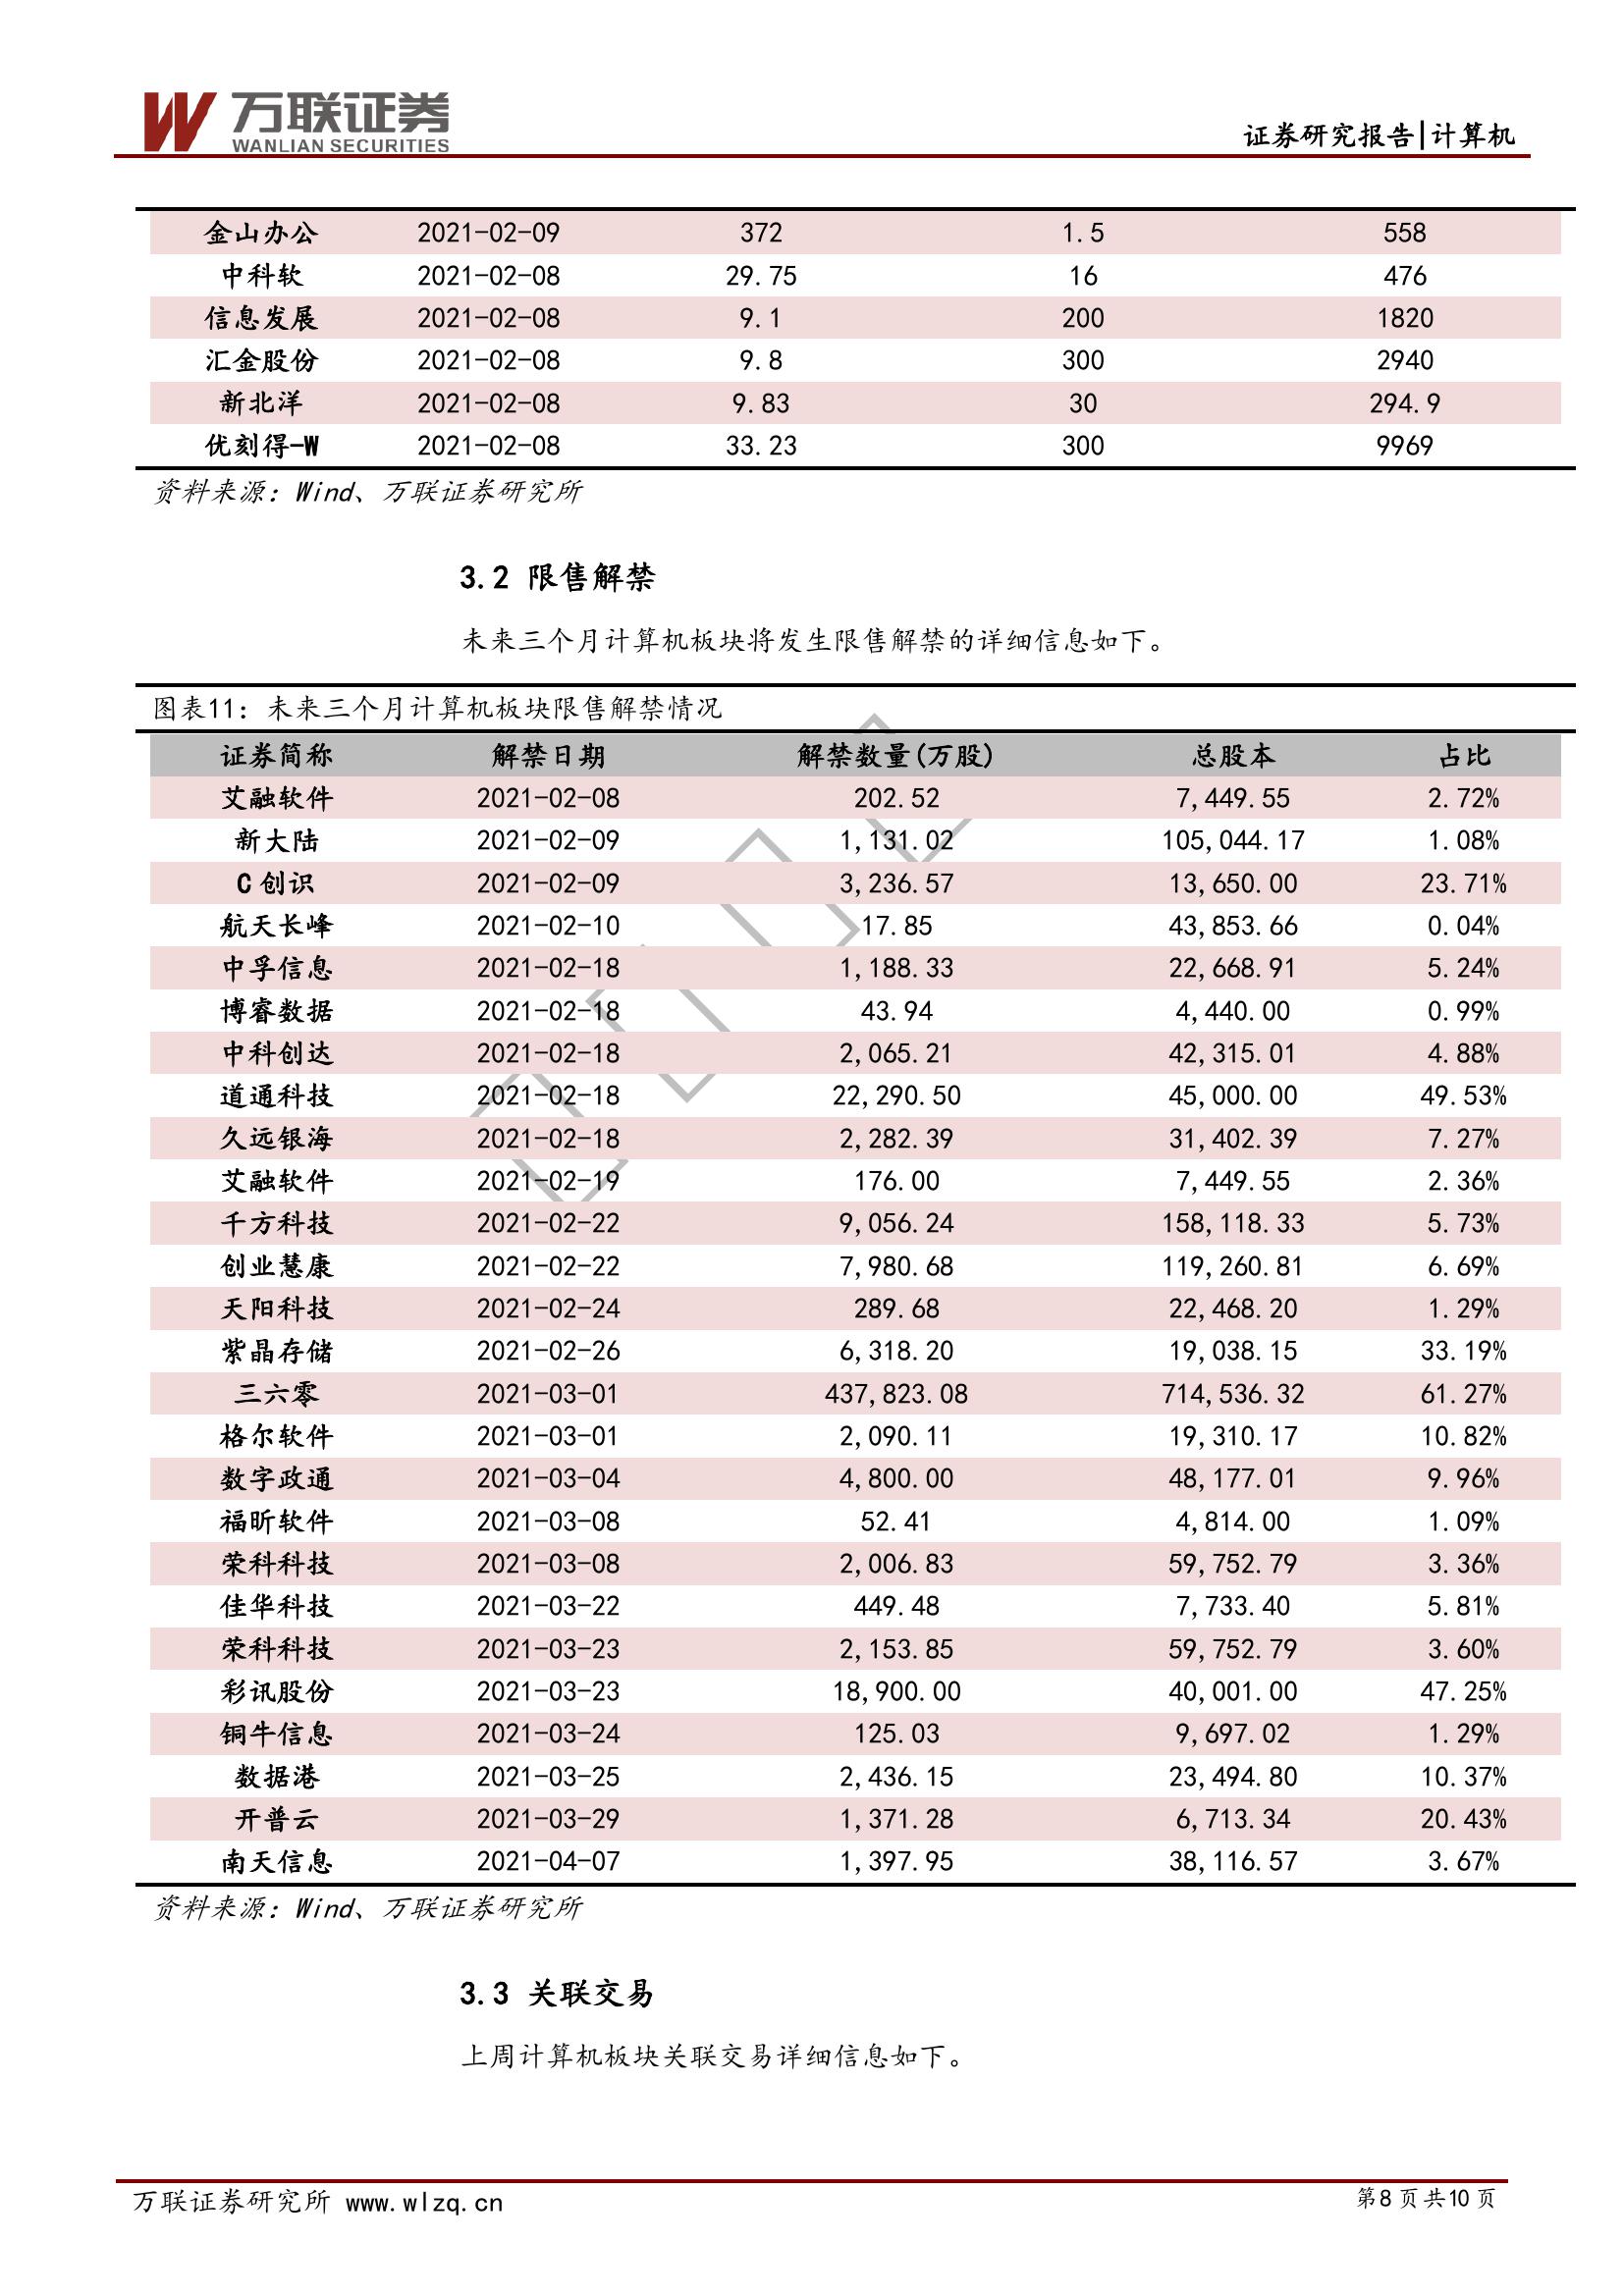 万联证券
WANLIAN SECURITIES
证券研究报告|计算机
金山办公 2021-02-09 372 1.5 558
中科软 2021-02-08 29.75 16 476
信息发展 2021-02-08 9.1 200 1820
汇金股份 2021-02-08 9.8 300 2940
新北洋 2021-02-08 9.83 30 294.9
优刻得-W 2021-02-08 33.23 300 9969
资料来源：Wind、万联证券研究所
3.2 限售解禁
未来三个月计算机板块将发生限售解禁的详细信息如下。
图表11：未来三个月计算机板块限售解禁情况
证券简称 解禁日期 解禁数量(万股) 总股本 占比
艾融软件 2021-02-08 202.52 7,449.55 2.72%
新大陆 2021-02-09 1,131.02 105,044.17 1.08%
C 创识 2021-02-09 3,236.57 13,650.00 23.71%
航天长峰 2021-02-10 17.85 43,853.66 0.04%
中孚信息 2021-02-18 1,188.33 22,668.91 5.24%
博睿数据 2021-02-18 43.94 4,440.00 0.99%
中科创达 2021-02-18 2,065.21 42,315.01 4.88%
道通科技 2021-02-18 22,290.50 45,000.00 49.53%
久远银海 2021-02-18 2,282.39 31,402.39 7.27%
艾融软件 2021-02-19 176.00 7,449.55 2.36%
千方科技 2021-02-22 9,056.24 158,118.33 5.73%
创业慧康 2021-02-22 7,980.68 119,260.81 6.69%
天阳科技 2021-02-24 289.68 22,468.20 1.29%
紫晶存储 2021-02-26 6,318.20 19,038.15 33.19%
三六零 2021-03-01 437,823.08 714,536.32 61.27%
格尔软件 2021-03-01 2,090.11 19,310.17 10.82%
数字政通 2021-03-04 4,800.00 48,177.01 9.96%
福昕软件 2021-03-08 52.41 4,814.00 1.09%
荣科科技 2021-03-08 2,006.83 59,752.79 3.36%
佳华科技 2021-03-22 449.48 7,733.40 5.81%
荣科科技 2021-03-23 2,153.85 59,752.79 3.60%
彩讯股份 2021-03-23 18,900.00 40,001.00 47.25%
铜牛信息 2021-03-24 125.03 9,697.02 1.29%
数据港 2021-03-25 2,436.15 23,494.80 10.37%
开普云 2021-03-29 1,371.28 6,713.34 20.43%
南天信息 2021-04-07 1,397.95 38,116.57 3.67%
资料来源：Wind、万联证券研究所
3.3 关联交易
上周计算机板块关联交易详细信息如下。
万联证券研究所 www.wlzq.cn 第8页共10页